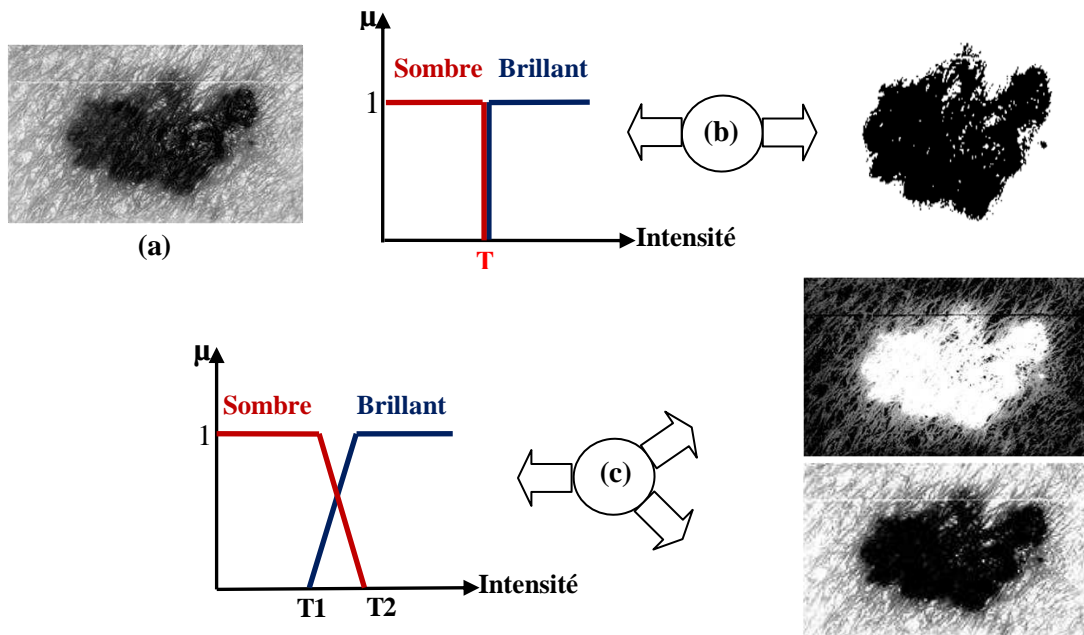 μ
Sombre Brillant
1
(b)
Intensité
(a)
T
μ
Sombre Brillant
1
(c)
Intensité
T1 T2